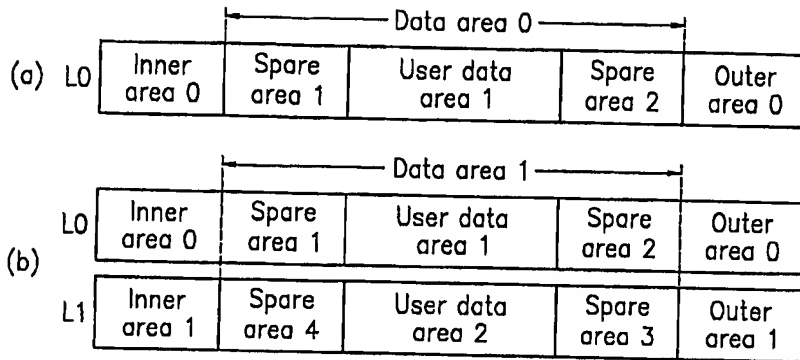 Data area 0
(a) L0 Inner area 0 Spare area 1 User data area 1 Spare area 2 Outer area 0
Data area 1
(b)
L0 Inner area 0 Spare area 1 User data area 1 Spare area 2 Outer area 0
L1 Inner area 1 Spare area 4 User data area 2 Spare area 3 Outer area 1